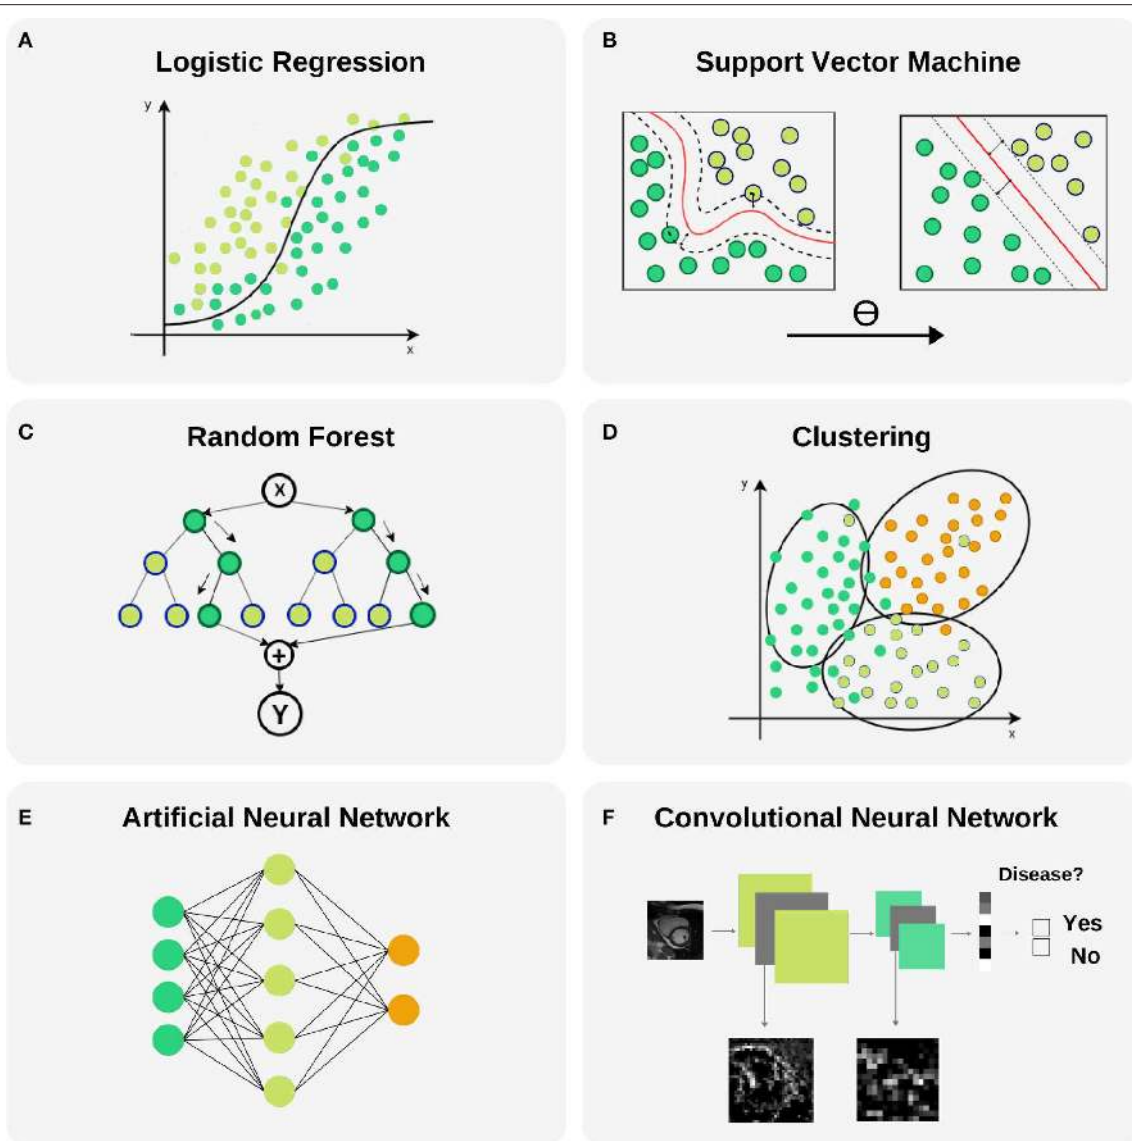 A
Logistic Regression
y
x
B
Support Vector Machine
Θ
C
Random Forest
X
+
Y
D
Clustering
y
x
E
Artificial Neural Network
F
Convolutional Neural Network
Disease?
Yes
No